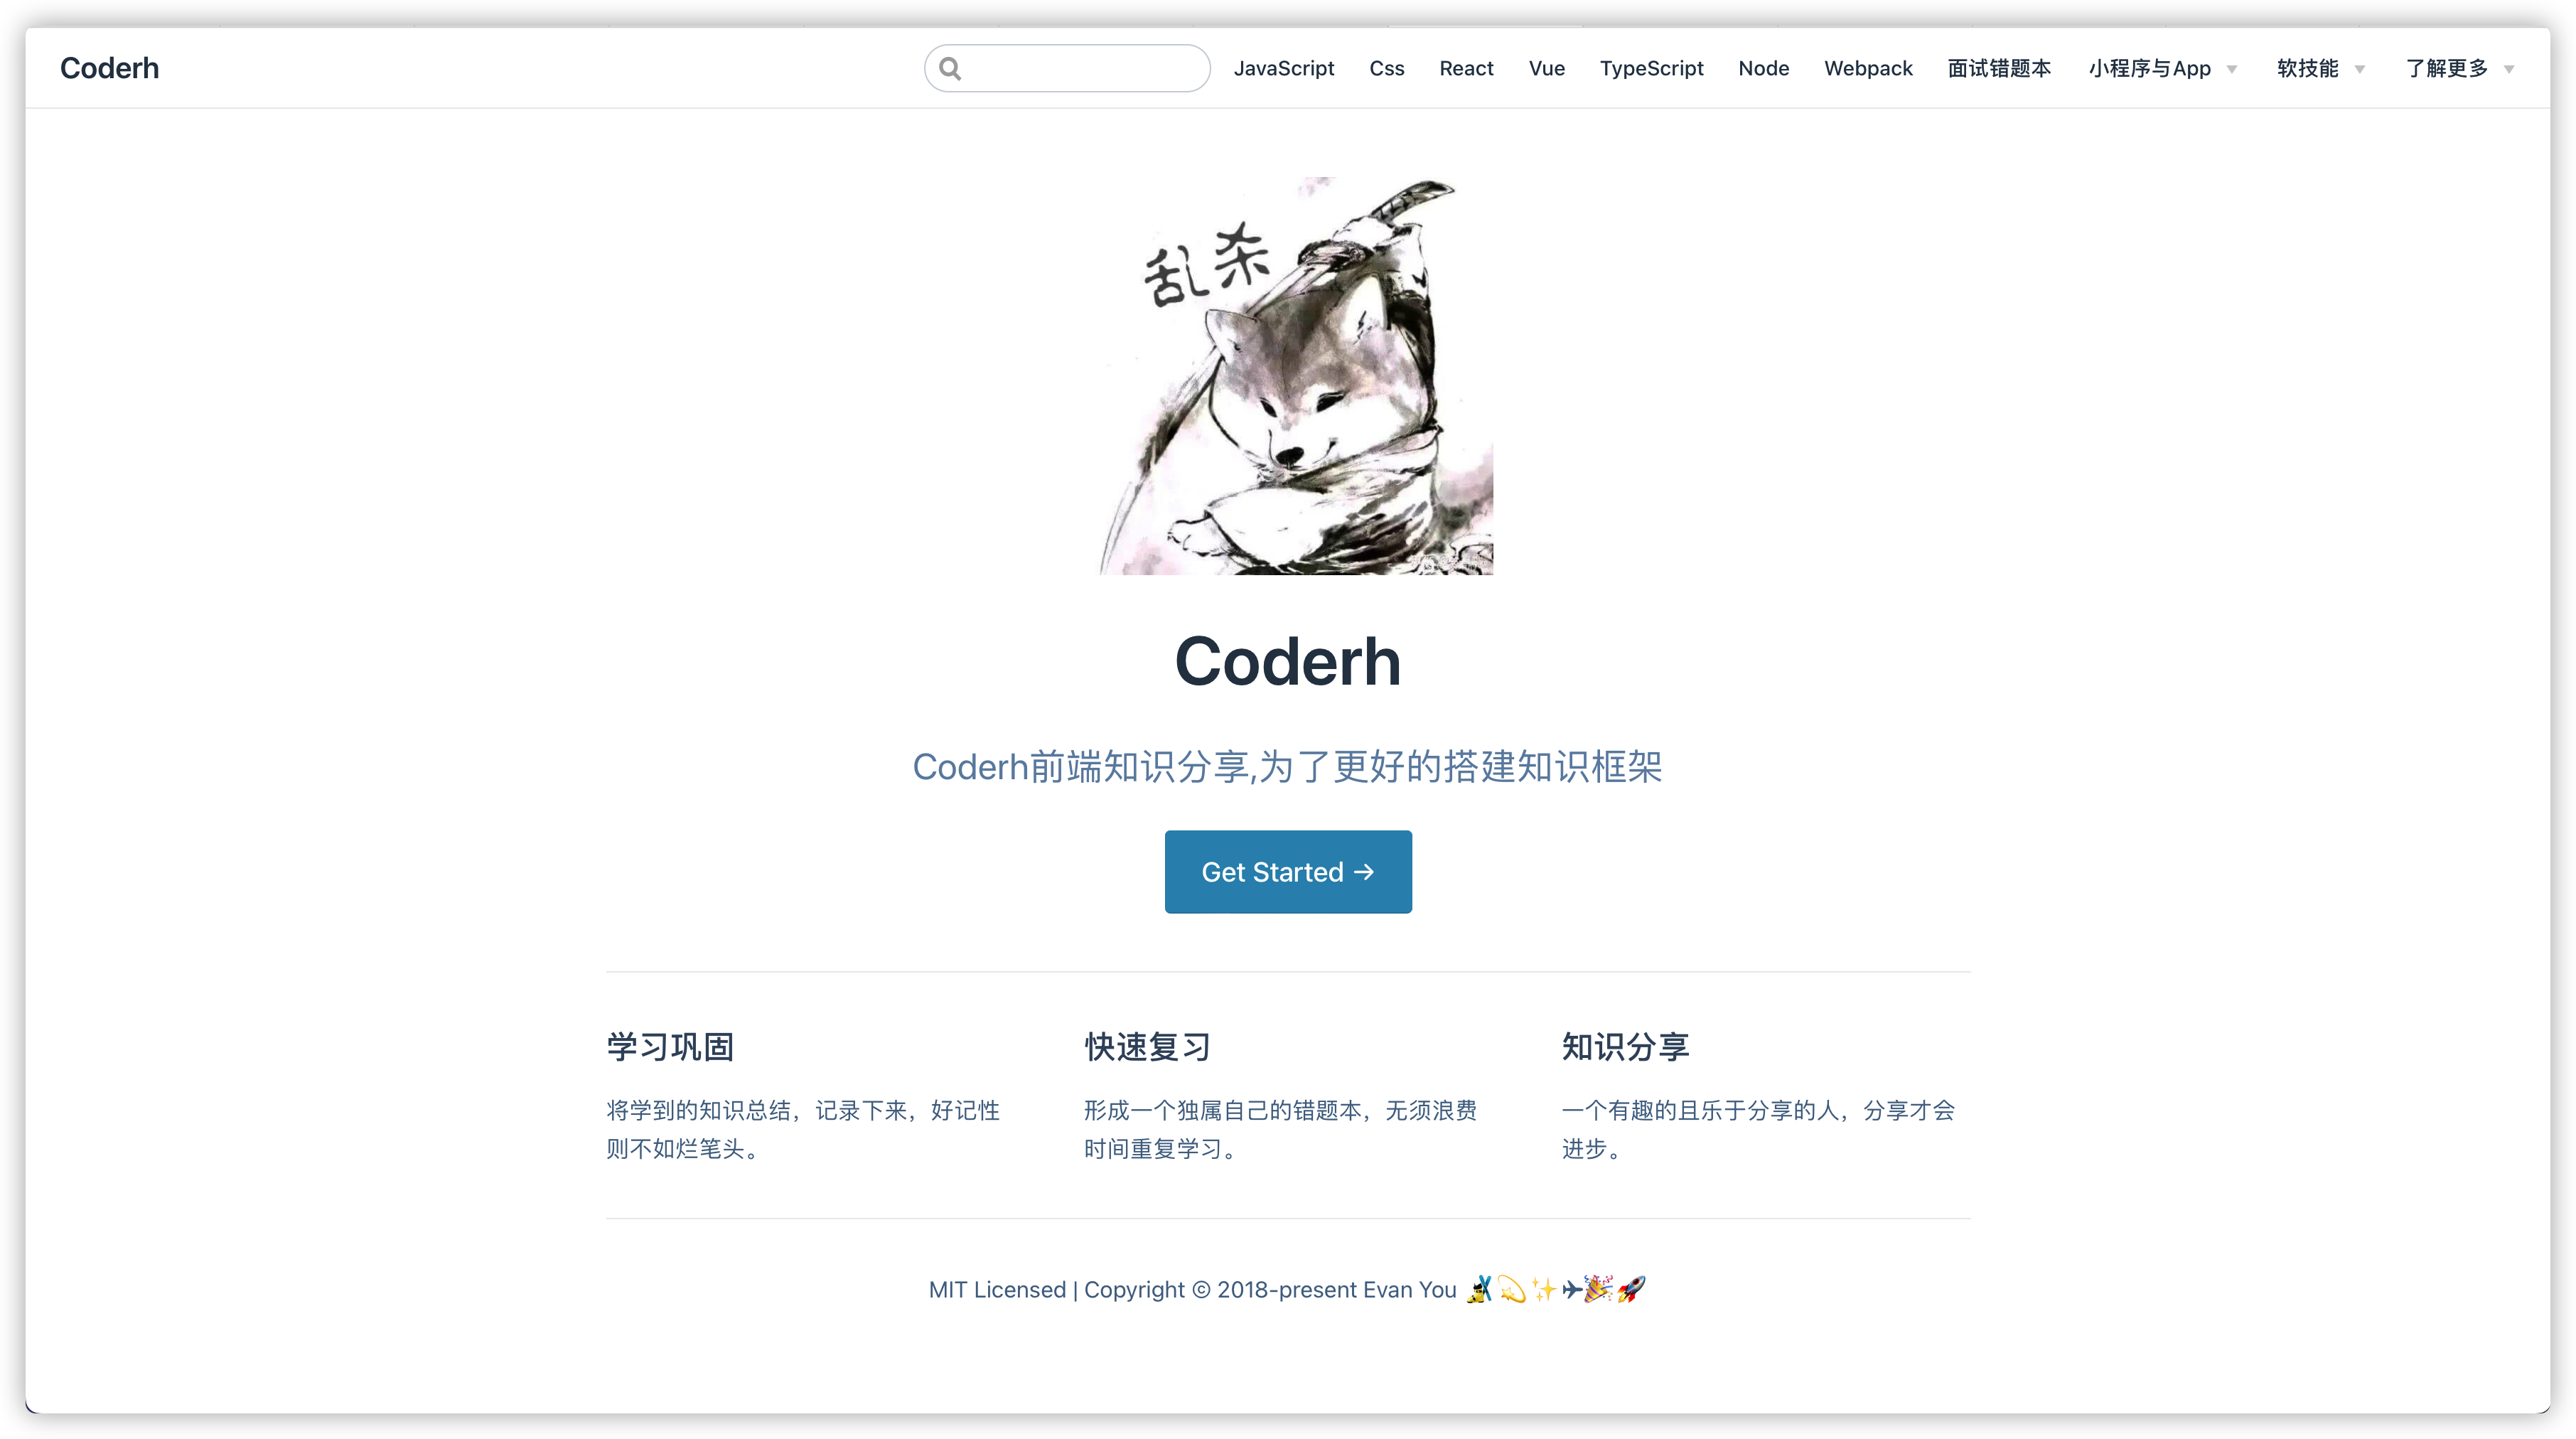 Coderh
JavaScript Css React Vue TypeScript Node Webpack 面试错题本 小程序与App 软技能 了解更多
乱杀
Coderh
Coderh前端知识分享,为了更好的搭建知识框架
Get Started →
学习巩固
将学到的知识总结，记录下来，好记性
则不如烂笔头。
快速复习
形成一个独属自己的错题本，无须浪费
时间重复学习。
知识分享
一个有趣的且乐于分享的人，分享才会
进步。
MIT Licensed | Copyright © 2018-present Evan You